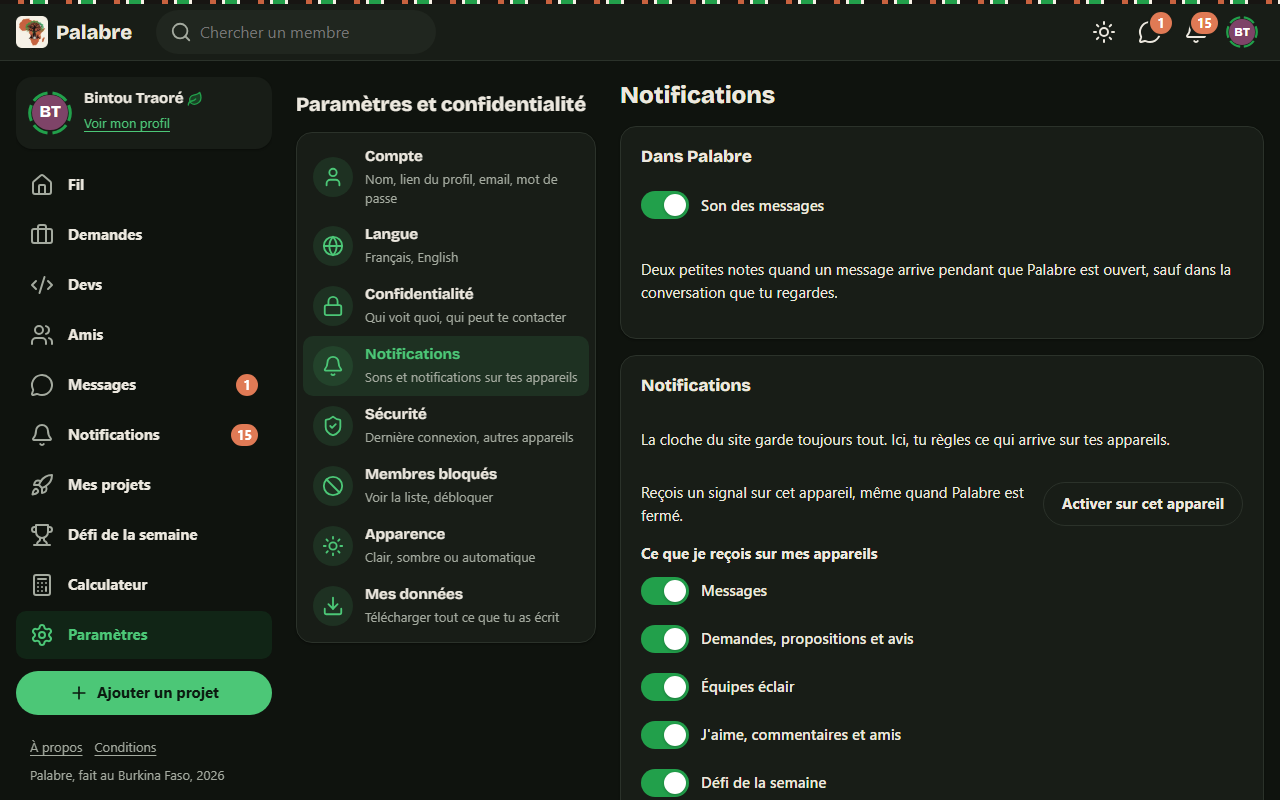 Palabre
Chercher un membre
1
15
BT
BT
Bintou Traoré
Voir mon profil
Fil
Demandes
Devs
Amis
Messages
1
Notifications
15
Mes projets
Défi de la semaine
Calculateur
Paramètres
Ajouter un projet
À propos
Conditions
Palabre, fait au Burkina Faso, 2026
Paramètres et confidentialité
Compte
Nom, lien du profil, email, mot de
passe
Langue
Français, English
Confidentialité
Qui voit quoi, qui peut te contacter
Notifications
Sons et notifications sur tes appareils
Sécurité
Dernière connexion, autres appareils
Membres bloqués
Voir la liste, débloquer
Apparence
Clair, sombre ou automatique
Mes données
Télécharger tout ce que tu as écrit
Notifications
Dans Palabre
Son des messages
Deux petites notes quand un message arrive pendant que Palabre est ouvert, sauf dans la
conversation que tu regardes.
Notifications
La cloche du site garde toujours tout. Ici, tu règles ce qui arrive sur tes appareils.
Reçois un signal sur cet appareil, même quand Palabre est
fermé.
Activer sur cet appareil
Ce que je reçois sur mes appareils
Messages
Demandes, propositions et avis
Équipes éclair
J'aime, commentaires et amis
Défi de la semaine